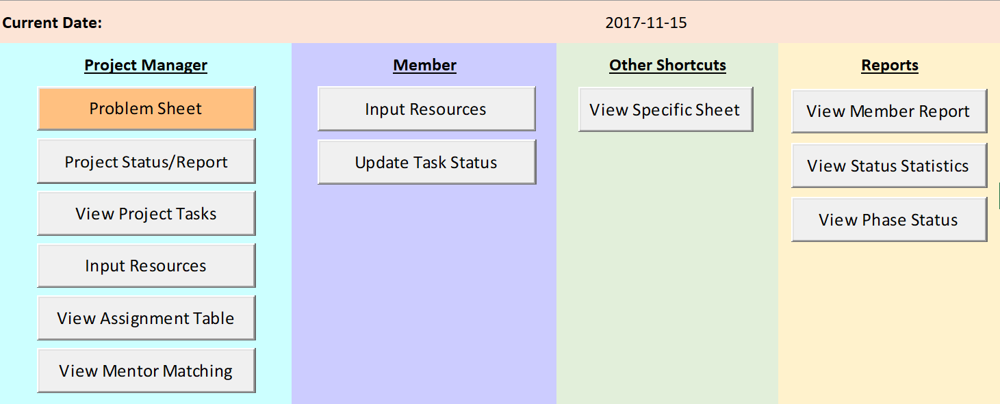 Current Date: 2017-11-15
Project Manager
Problem Sheet
Project Status/Report
View Project Tasks
Input Resources
View Assignment Table
View Mentor Matching
Member
Input Resources
Update Task Status
Other Shortcuts
View Specific Sheet
Reports
View Member Report
View Status Statistics
View Phase Status